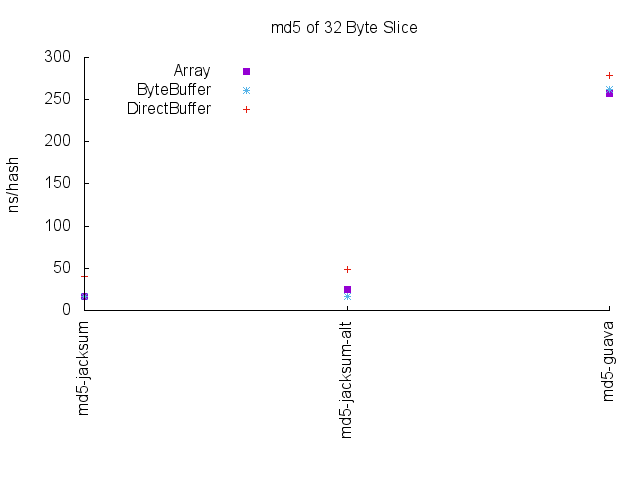 md5 of 32 Byte Slice
300
250
200
150
100
50
0
ns/hash
Array
ByteBuffer
DirectBuffer
md5-jacksum
md5-jacksum-alt
md5-guava